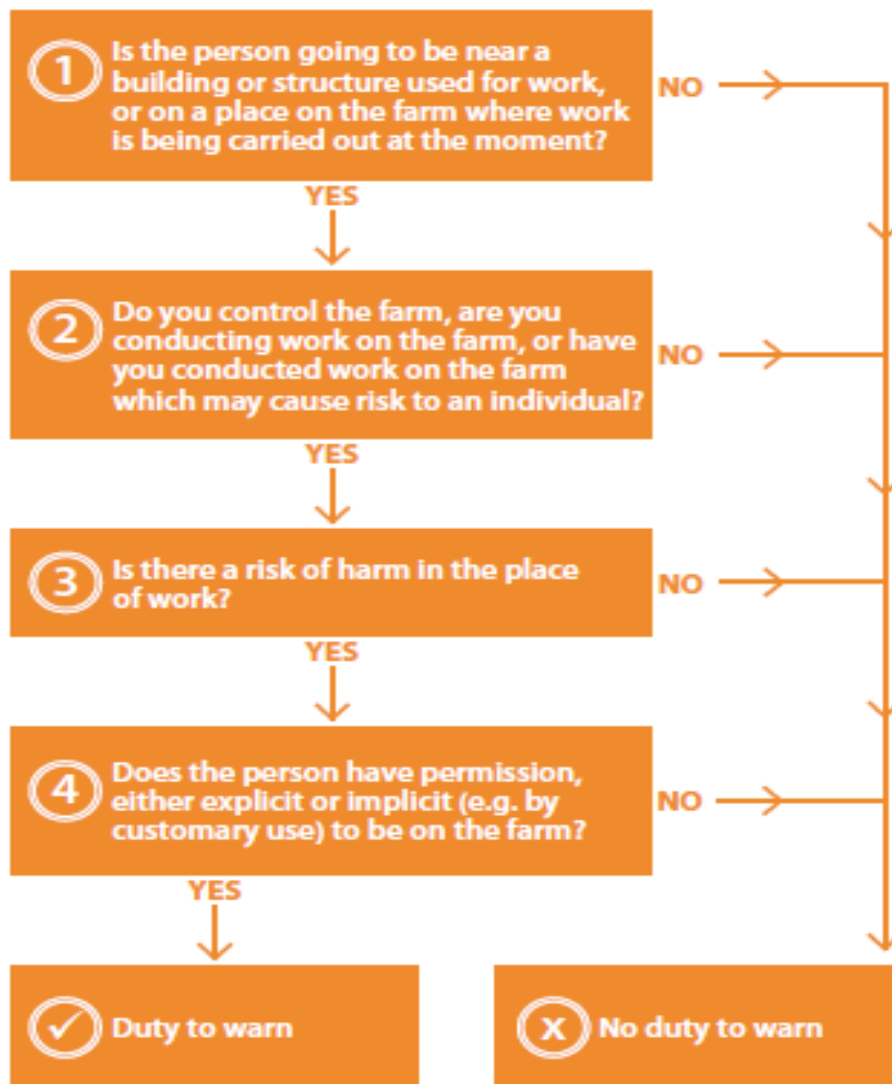 1
Is the person going to be near a
building or structure used for work,
or on a place on the farm where work
is being carried out at the moment?
NO
YES
2
Do you control the farm, are you
conducting work on the farm, or have
you conducted work on the farm
which may cause risk to an individual?
NO
YES
3
Is there a risk of harm in the place
of work?
NO
YES
4
Does the person have permission,
either explicit or implicit (e.g. by
customary use) to be on the farm?
NO
YES
✓ Duty to warn
X No duty to warn